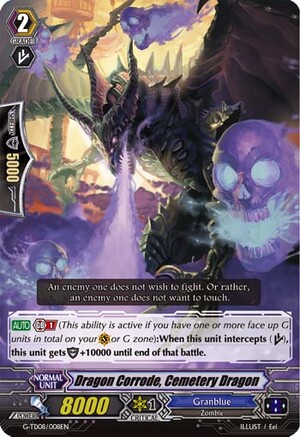 2
GRADE
SHIELD
5000
An enemy one does not wish to fight. Or rather,
an enemy one does not want to touch.
AUTO GB 1 (This ability is active if you have one or more face up G
units in total on your or G zone):When this unit intercepts ( ),
this unit gets +10000 until end of that battle.
NORMAL
UNIT
Dragon Corrode, Cemetery Dragon
POWER
8000
1
CRITICAL
Granblue
Zombie
G-TD08/008EN
ILLUST / Eel